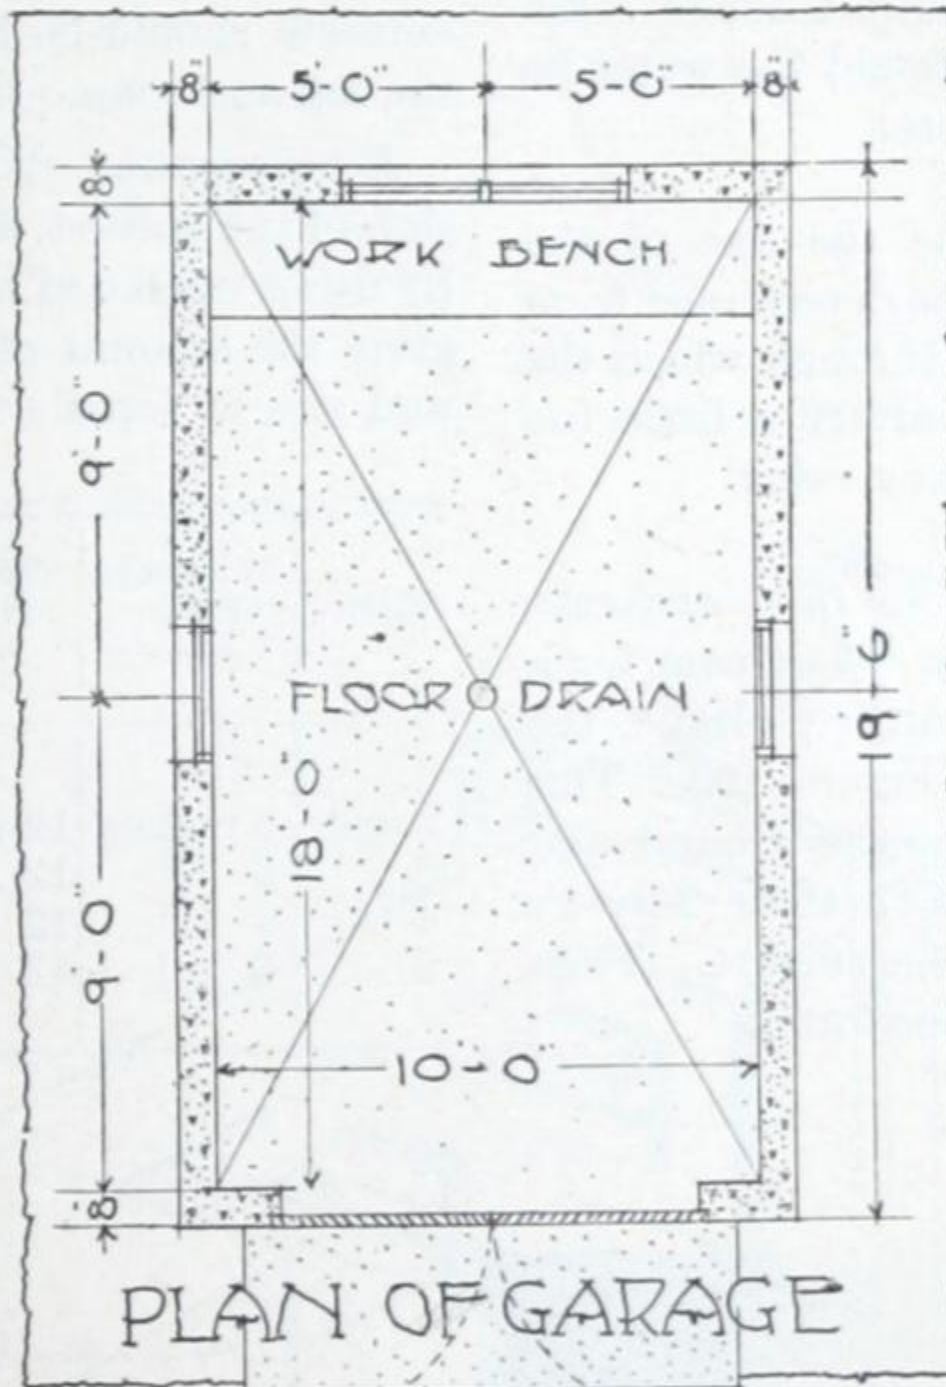 8" 5'-0" 5'-0" 8"
8"
WORK BENCH
9'-0"
19'-6"
FLOOR DRAIN
18'-0"
9'-0"
10'-0"
8"
PLAN OF GARAGE